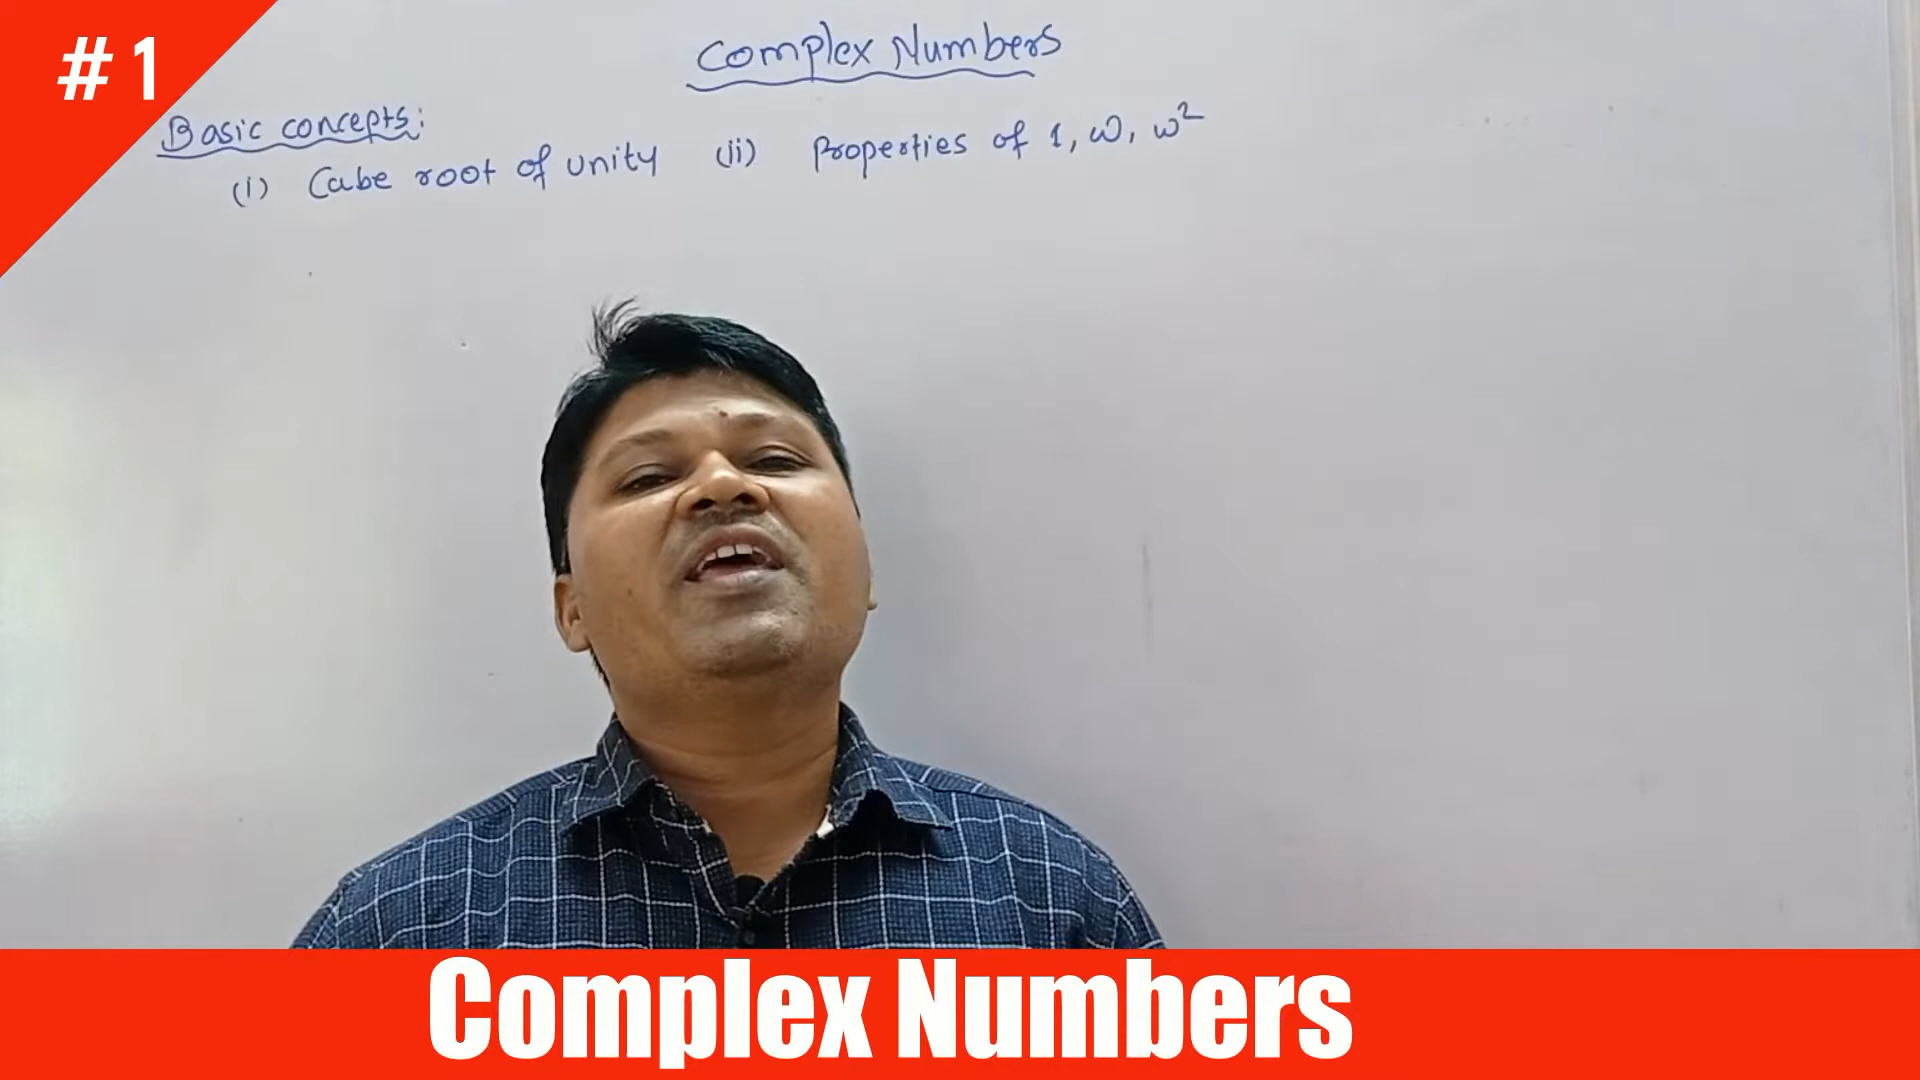 #1
Complex Numbers
Basic concepts:
(i) Cube root of unity (ii) Properties of 1, ω, ω²
Complex Numbers